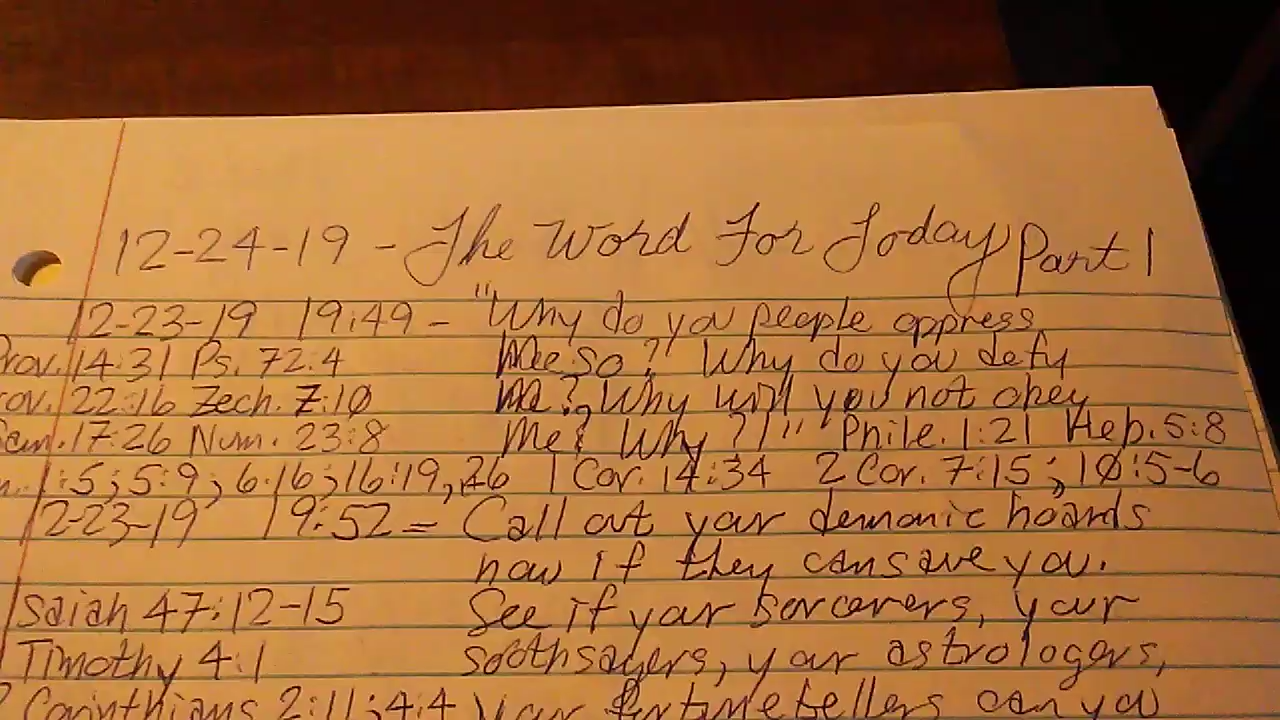 12-24-19 - The Word For Today Part 1
12-23-19 19:49 - "Why do you people oppress
Prov. 14:31 Ps. 72:4 Me so? Why do you defy
rov. 22:16 Zech. 7:10 Me? Why will you not obey
Sam. 17:26 Num. 23:8 Me? Why?!" Phile. 1:21 Heb. 5:8
1:5; 5:9; 6:16; 16:19, 26 1 Cor. 14:34 2 Cor. 7:15; 10:5-6
12-23-19 19:52 = Call out your demonic hoards
now if they can save you.
saiah 47:12-15 See if your sorcerers, your
Timothy 4:1 soothsayers, your astrologers,
Corinthians 2:11; 4:4 your fortunetellers can you